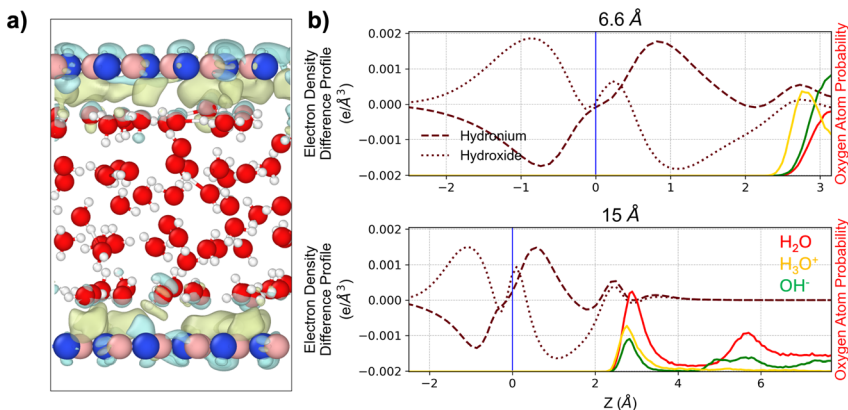 a)
b)
6.6 Å
Electron Density
Difference Profile
(e/Å³)
0.002
0.001
0.000
−0.001
−0.002
Hydronium
Hydroxide
−2
−1
0
1
2
3
Oxygen Atom Probability
15 Å
Electron Density
Difference Profile
(e/Å³)
0.002
0.001
0.000
−0.001
−0.002
H₂O
H₃O⁺
OH⁻
−2
0
2
4
6
Z (Å)
Oxygen Atom Probability